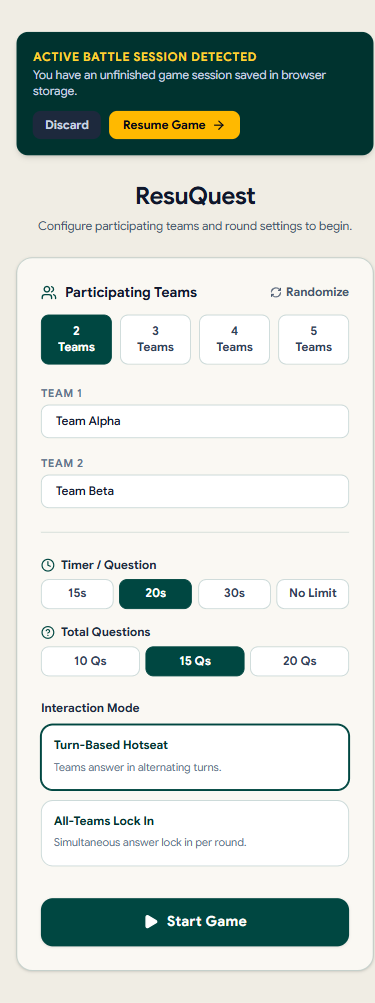 ACTIVE BATTLE SESSION DETECTED
You have an unfinished game session saved in browser
storage.
Discard
Resume Game →
ResuQuest
Configure participating teams and round settings to begin.
Participating Teams
Randomize
2
Teams
3
Teams
4
Teams
5
Teams
TEAM 1
Team Alpha
TEAM 2
Team Beta
Timer / Question
15s
20s
30s
No Limit
Total Questions
10 Qs
15 Qs
20 Qs
Interaction Mode
Turn-Based Hotseat
Teams answer in alternating turns.
All-Teams Lock In
Simultaneous answer lock in per round.
Start Game